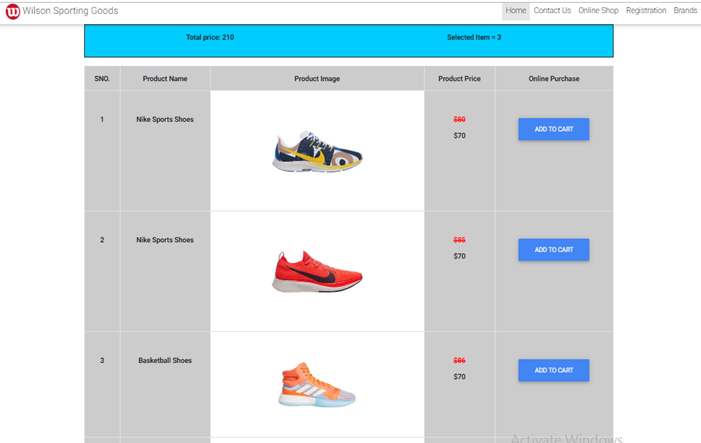 Wilson Sporting Goods
Home Contact Us Online Shop Registration Brands
Total price: 210 Selected Item = 3
SNO. Product Name Product Image Product Price Online Purchase
1 Nike Sports Shoes $80 ADD TO CART
$70
2 Nike Sports Shoes $85 ADD TO CART
$70
3 Basketball Shoes $86 ADD TO CART
$70
Activate Windows